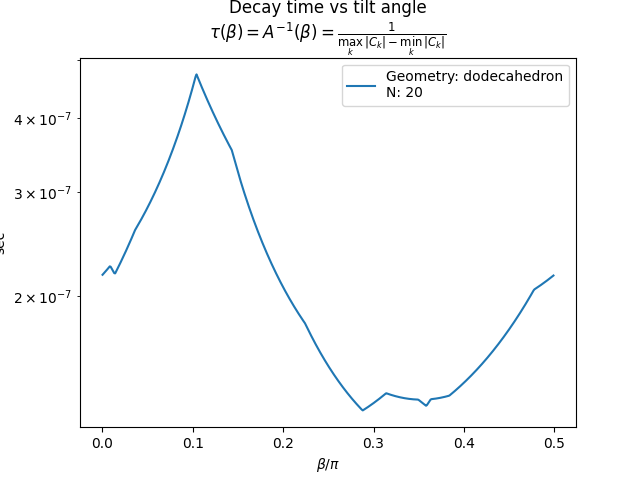 Decay time vs tilt angle
τ(β) = A⁻¹(β) = 1 / (max_k |C_k| − min_k |C_k|)
Geometry: dodecahedron
N: 20
4 × 10⁻⁷
3 × 10⁻⁷
2 × 10⁻⁷
sec
0.0 0.1 0.2 0.3 0.4 0.5
β/π